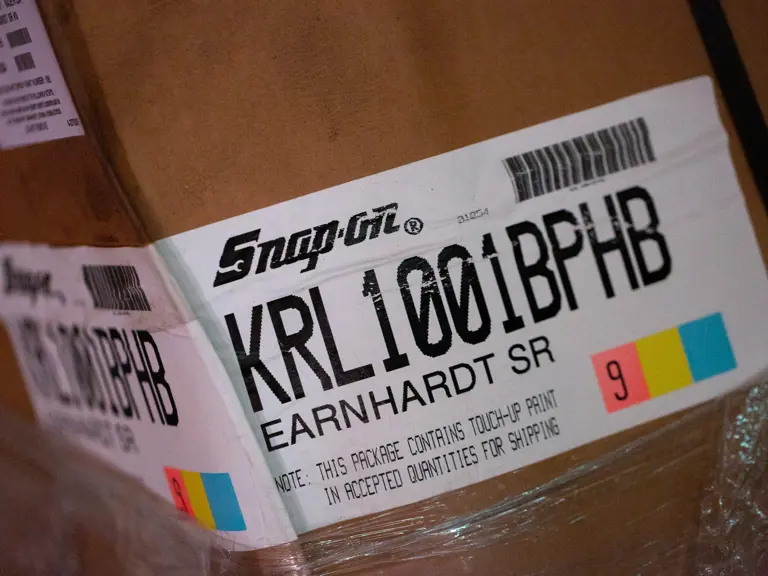 Snap-on®
KRL1001BPHB
EARNHARDT SR
9
NOTE: THIS PACKAGE CONTAINS TOUCH-UP PAINT
IN ACCEPTED QUANTITIES FOR SHIPPING
Snap-on
KRL1001BPHB
EARNHARDT SR
9